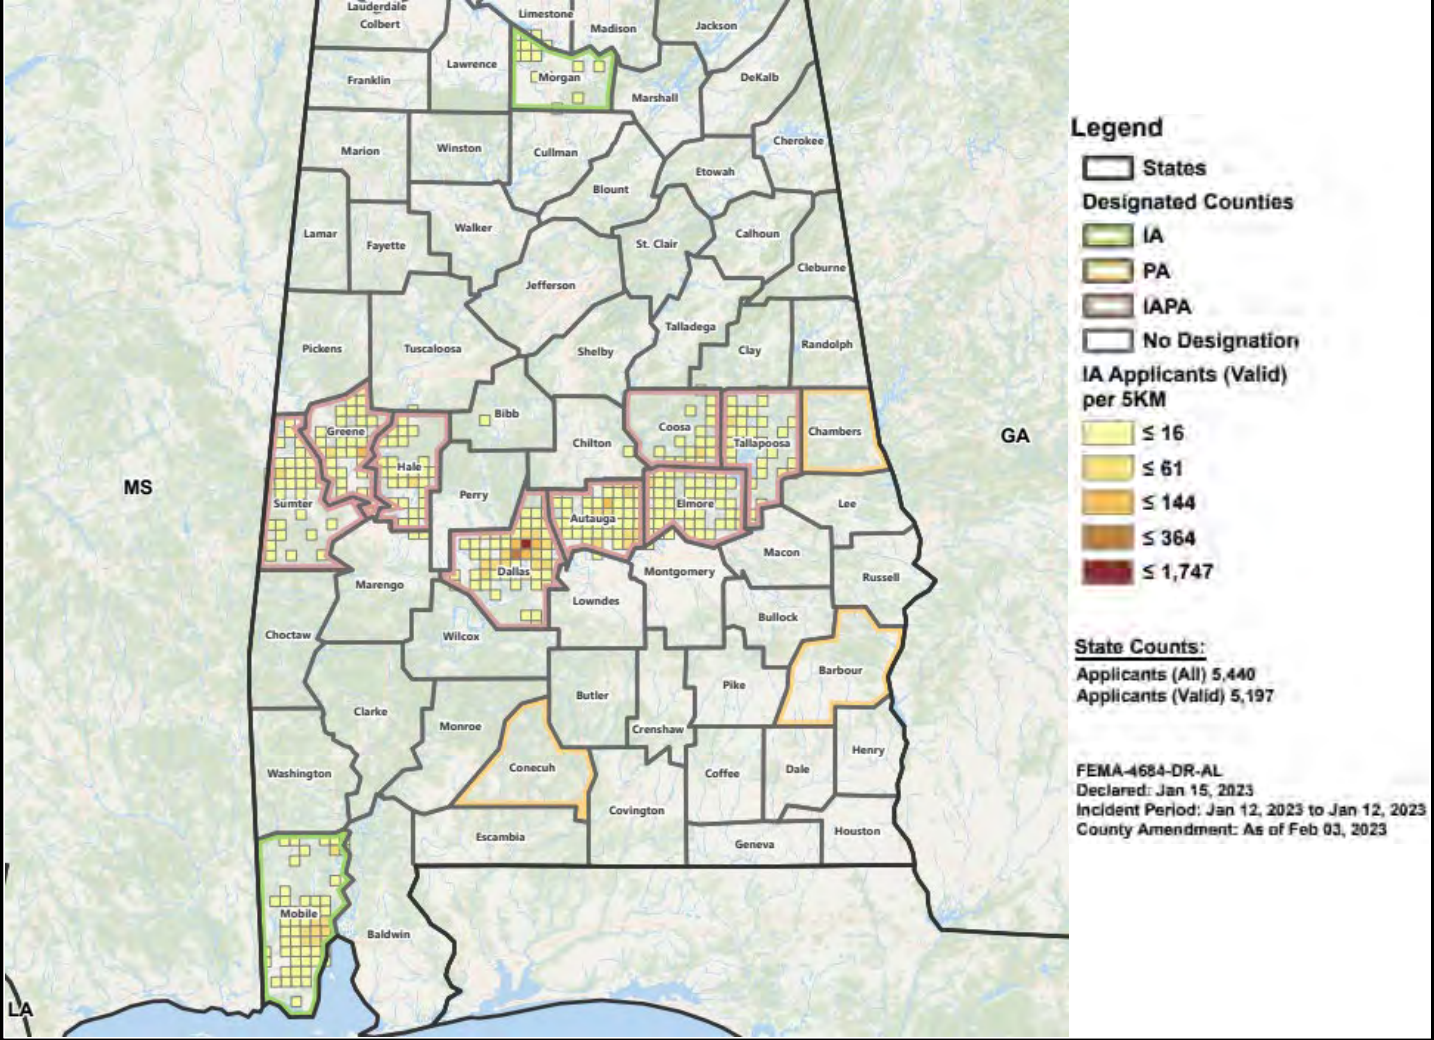 Lauderdale
Limestone
Colbert
Madison
Jackson
Lawrence
Franklin
Morgan
DeKalb
Marshall
Marion
Winston
Cullman
Cherokee
Etowah
Blount
Lamar
Fayette
Walker
St. Clair
Calhoun
Cleburne
Jefferson
Talladega
Pickens
Tuscaloosa
Shelby
Clay
Randolph
Bibb
Greene
Chilton
Coosa
Tallapoosa
Chambers
GA
MS
Hale
Perry
Sumter
Autauga
Elmore
Lee
Dallas
Montgomery
Macon
Marengo
Russell
Lowndes
Bullock
Choctaw
Wilcox
Barbour
Butler
Pike
Clarke
Monroe
Crenshaw
Henry
Washington
Conecuh
Coffee
Dale
Covington
Escambia
Geneva
Houston
Mobile
Baldwin
LA
Legend
States
Designated Counties
IA
PA
IAPA
No Designation
IA Applicants (Valid)
per 5KM
≤ 16
≤ 61
≤ 144
≤ 364
≤ 1,747
State Counts:
Applicants (All) 5,440
Applicants (Valid) 5,197
FEMA-4684-DR-AL
Declared: Jan 15, 2023
Incident Period: Jan 12, 2023 to Jan 12, 2023
County Amendment: As of Feb 03, 2023